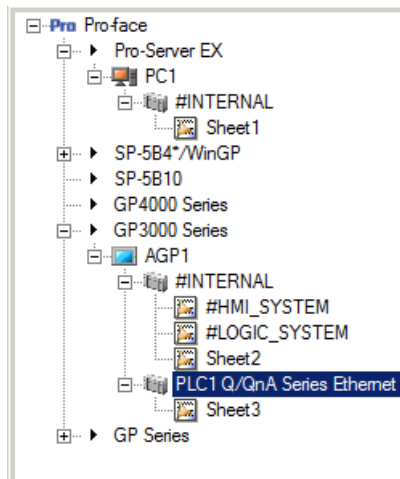 Pro Pro-face
Pro-Server EX
PC1
#INTERNAL
Sheet1
SP-5B4*/WinGP
SP-5B10
GP4000 Series
GP3000 Series
AGP1
#INTERNAL
#HMI_SYSTEM
#LOGIC_SYSTEM
Sheet2
PLC1 Q/QnA Series Ethernet
Sheet3
GP Series